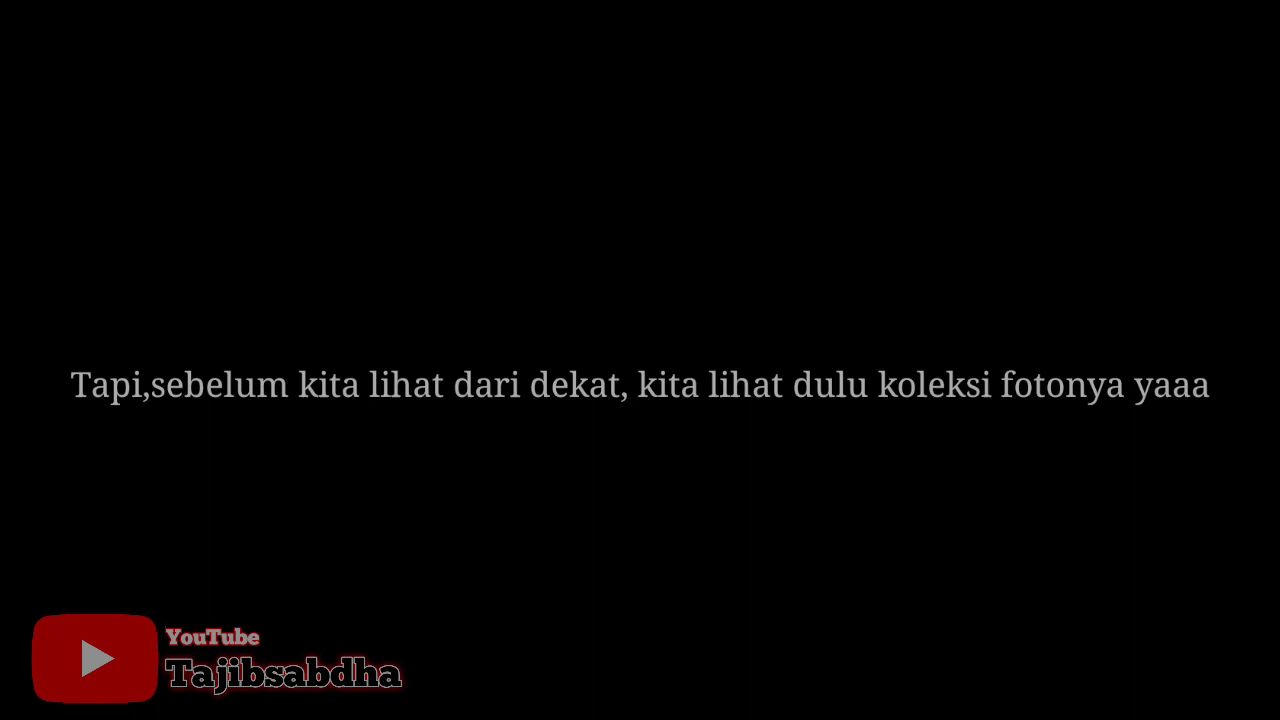 Tapi,sebelum kita lihat dari dekat, kita lihat dulu koleksi fotonya yaaa
YouTube
Tajibsabdha